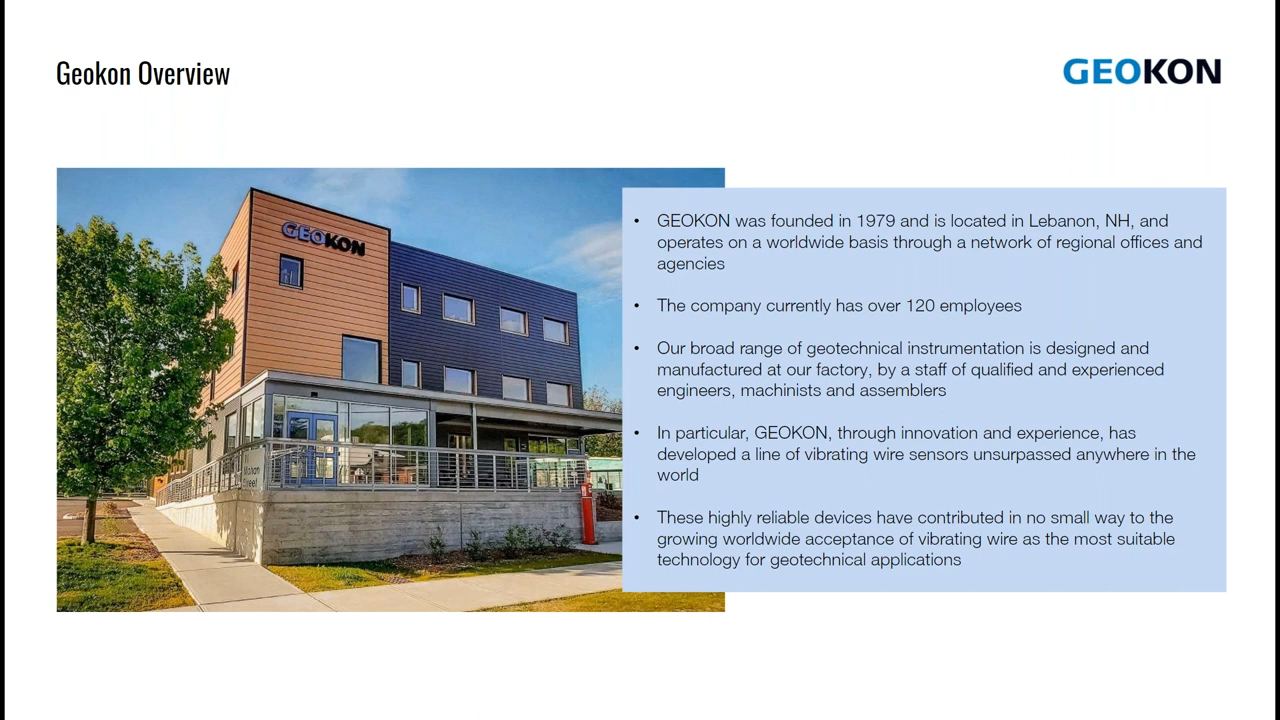 Geokon Overview
GEOKON
GEOKON
• GEOKON was founded in 1979 and is located in Lebanon, NH, and
operates on a worldwide basis through a network of regional offices and
agencies
• The company currently has over 120 employees
• Our broad range of geotechnical instrumentation is designed and
manufactured at our factory, by a staff of qualified and experienced
engineers, machinists and assemblers
• In particular, GEOKON, through innovation and experience, has
developed a line of vibrating wire sensors unsurpassed anywhere in the
world
• These highly reliable devices have contributed in no small way to the
growing worldwide acceptance of vibrating wire as the most suitable
technology for geotechnical applications